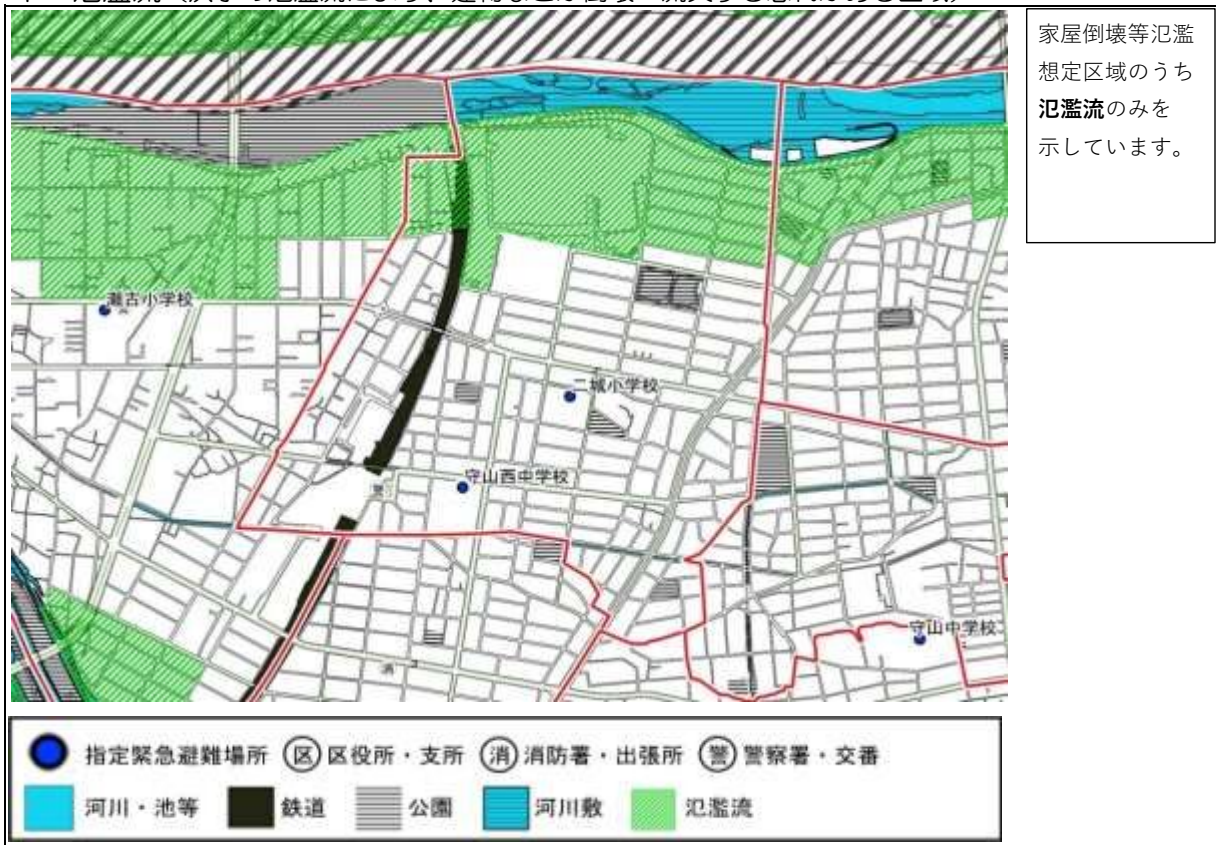 家屋倒壊等氾濫
想定区域のうち
氾濫流のみを
示しています。
瀬古小学校
二城小学校
守山西中学校
守山中学校
消
指定緊急避難場所 区 区役所・支所 消 消防署・出張所 警 警察署・交番
河川・池等 鉄道 公園 河川敷 氾濫流